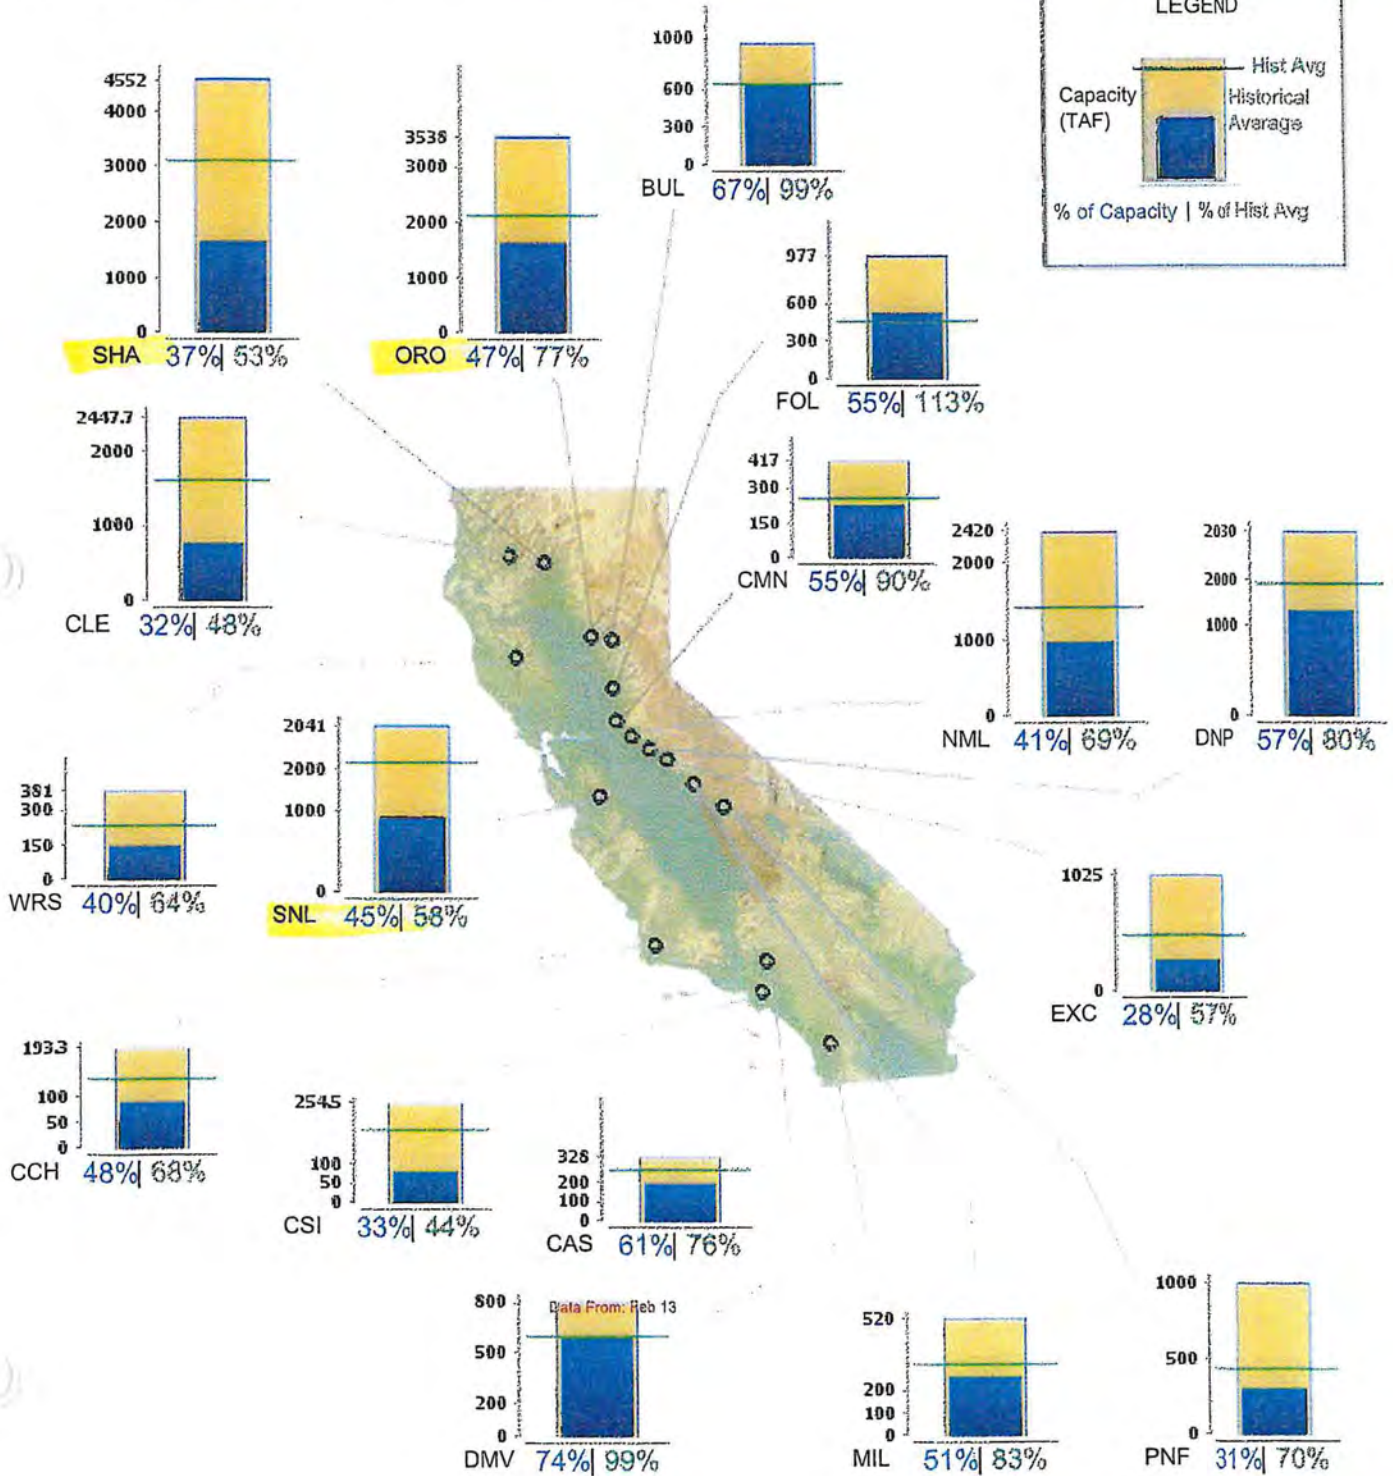 LEGEND
Hist Avg
Capacity
(TAF)
Historical
Average
% of Capacity | % of Hist Avg
1000
600
300
0
BUL 67%| 99%
4552
4000
3000
2000
1000
0
SHA 37%| 53%
3538
3000
2000
1000
0
ORO 47%| 77%
977
600
300
0
FOL 55%| 113%
2447.7
2000
1000
0
CLE 32%| 48%
417
300
150
0
CMN 55%| 90%
2420
2000
1000
0
NML 41%| 69%
2030
2000
1000
0
DNP 57%| 80%
381
300
150
0
WRS 40%| 64%
2041
2000
1000
0
SNL 45%| 58%
1025
0
EXC 28%| 57%
193.3
100
50
0
CCH 48%| 68%
254.5
100
50
0
CSI 33%| 44%
328
200
100
0
CAS 61%| 76%
800
500
200
0
Data From: Feb 13
DMV 74%| 99%
520
200
100
0
MIL 51%| 83%
1000
500
0
PNF 31%| 70%